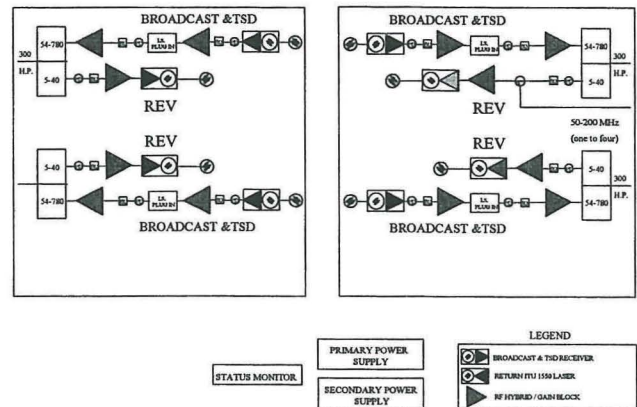 BROADCAST &TSD
54-780
I.S. PLUG IN
300
H.P.
5-40
REV
REV
5-40
54-780
I.S. PLUG IN
BROADCAST &TSD
BROADCAST &TSD
I.S. PLUG IN
54-780
300
H.P.
5-40
REV
50-200 MHz
(one to four)
REV
5-40
300
H.P.
I.S. PLUG IN
54-780
BROADCAST &TSD
STATUS MONITOR
PRIMARY POWER
SUPPLY
SECONDARY POWER
SUPPLY
LEGEND
BROADCAST & TSD RECEIVER
RETURN ITU 1550 LASER
RF HYBRID / GAIN BLOCK